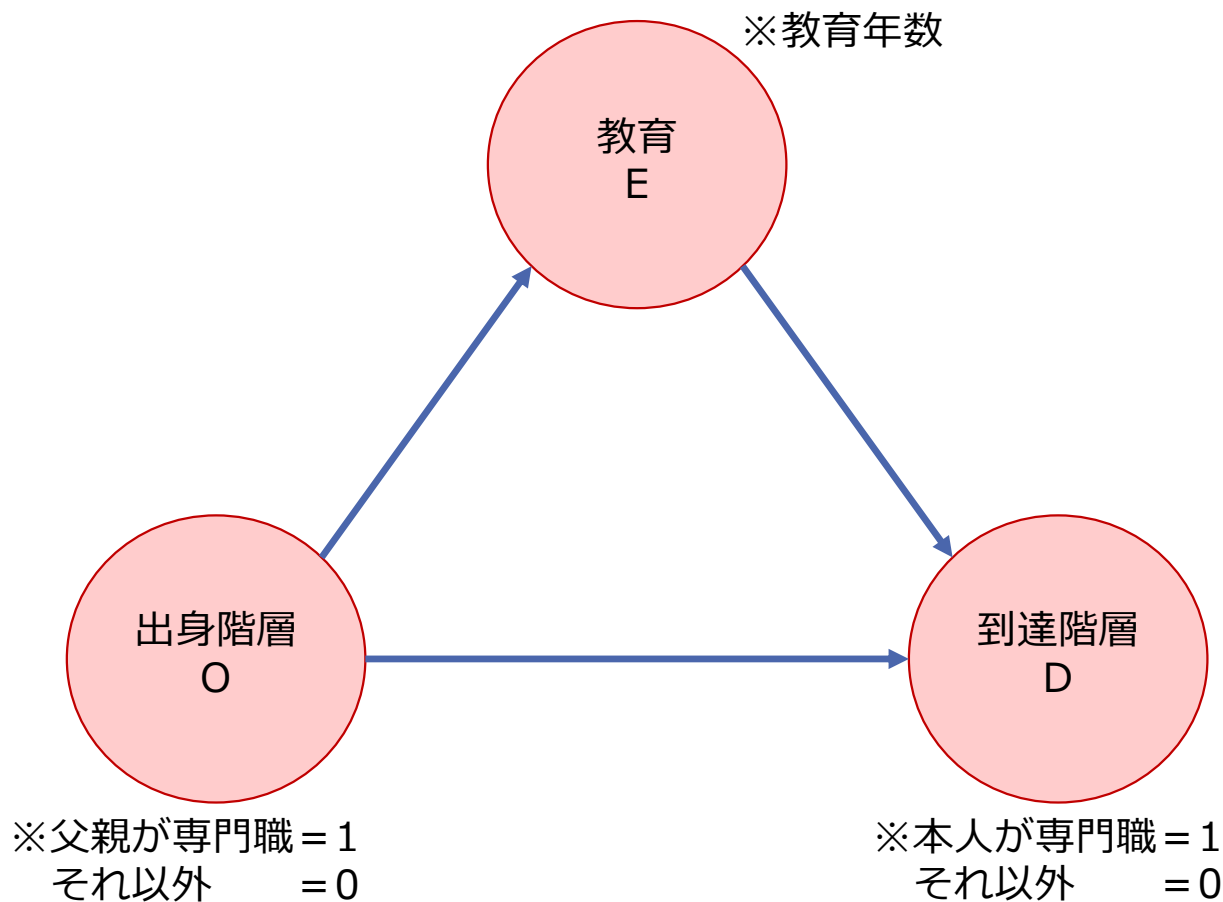 ※教育年数
教育
E
出身階層
O
到達階層
D
※父親が専門職＝1
それ以外　　＝0
※本人が専門職＝1
それ以外　　＝0